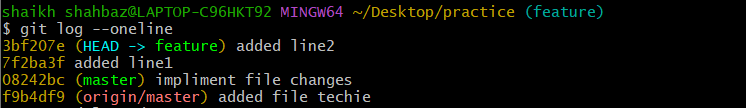 shaikh shahbaz@LAPTOP-C96HKT92 MINGW64 ~/Desktop/practice (feature)
$ git log --oneline
3bf207e (HEAD -> feature) added line2
7f2ba3f added line1
08242bc (master) impliment file changes
f9b4df9 (origin/master) added file techie